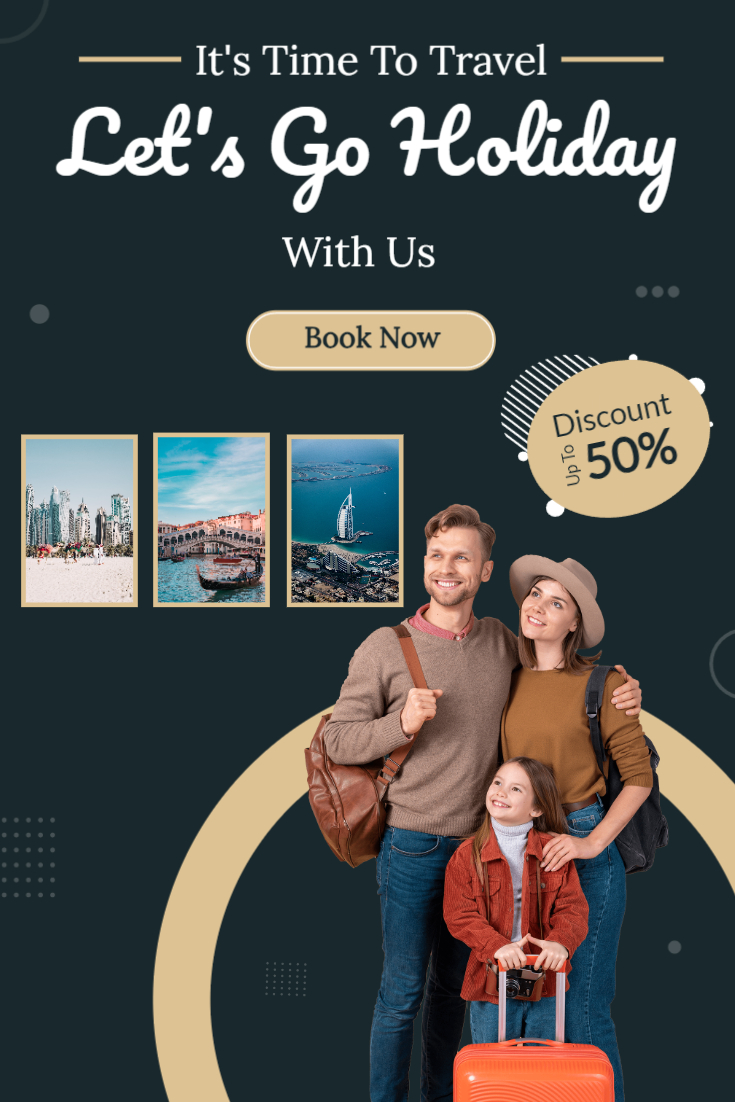 It's Time To Travel
Let's Go Holiday
With Us
Book Now
Discount
Up To 50%